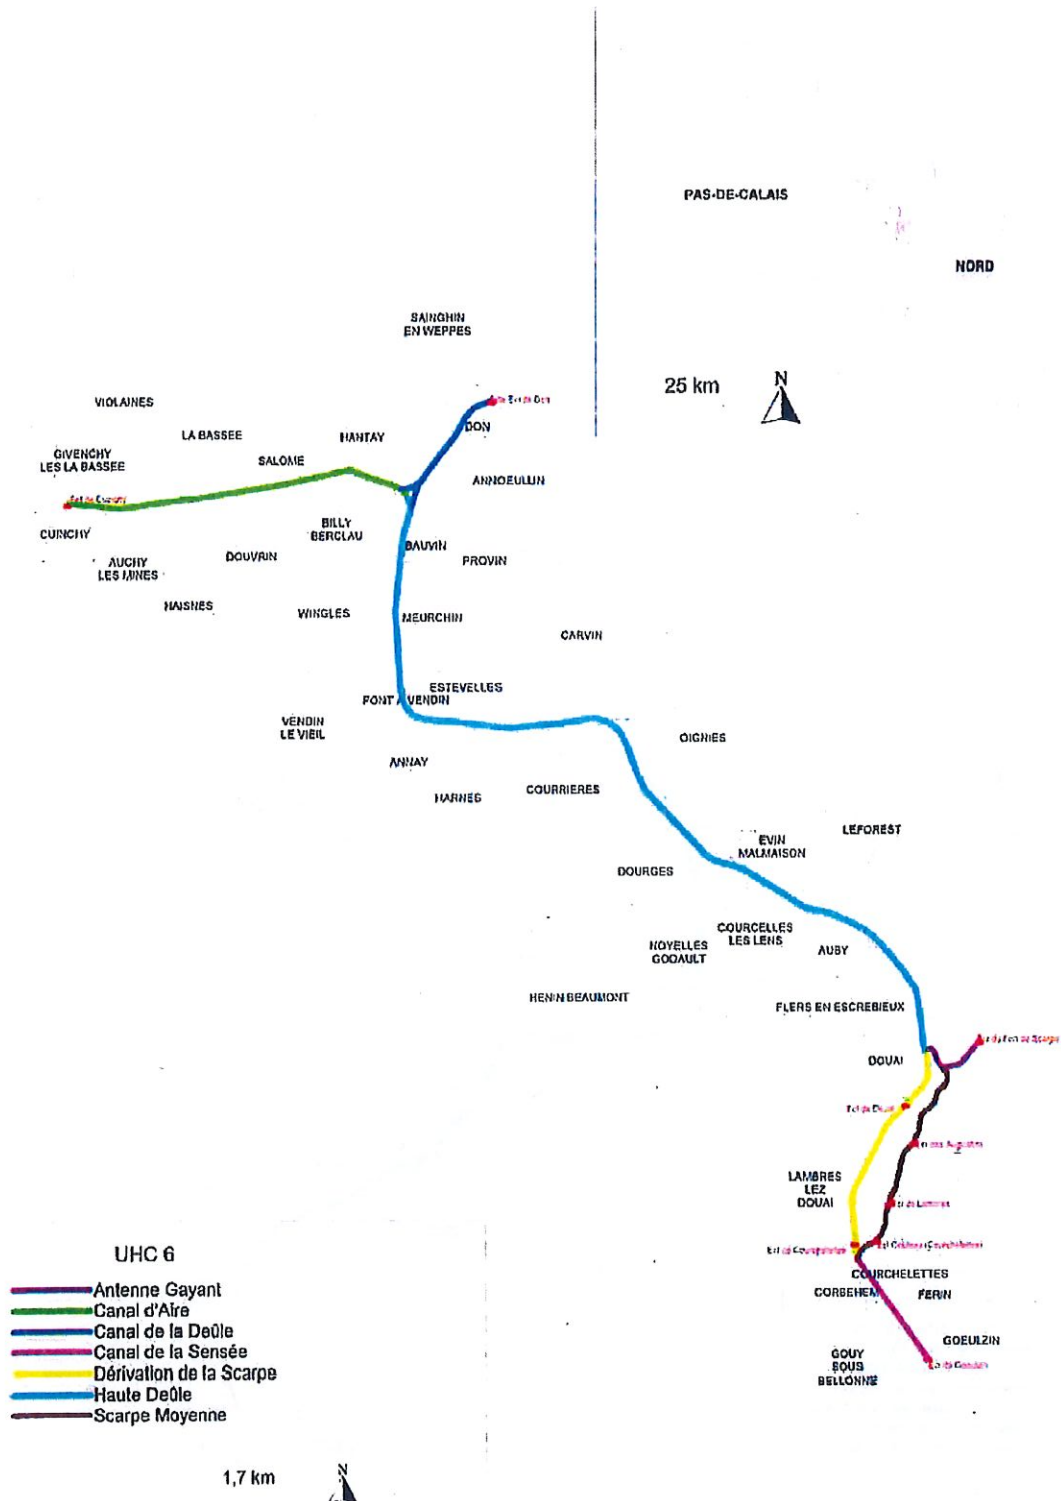 PAS-DE-CALAIS
NORD
25 km
N
SAINGHIN
EN WEPPES
VIOLAINES
LA BASSEE
HANTAY
DON
GIVENCHY
LES LA BASSEE
SALOME
ANNOEULLIN
CUINCHY
BILLY
BERCLAU
BAUVIN
PROVIN
AUCHY
LES MINES
DOUVRIN
HAISNES
WINGLES
MEURCHIN
CARVIN
ESTEVELLES
PONT A VENDIN
VENDIN
LE VIEIL
ANNAY
OIGNIES
HARNES
COURRIERES
LEFOREST
EVIN
MALMAISON
DOURGES
COURCELLES
LES LENS
NOYELLES
GODAULT
AUBY
HENIN BEAUMONT
FLERS EN ESCREBIEUX
DOUAI
Ecl de Douai
LAMBRES
LEZ
DOUAI
COURCHELETTES
CORBEHEM
FERIN
GOEULZIN
GOUY
SOUS
BELLONNE
UHC 6
Antenne Gayant
Canal d'Aire
Canal de la Deûle
Canal de la Sensée
Dérivation de la Scarpe
Haute Deûle
Scarpe Moyenne
1,7 km
N